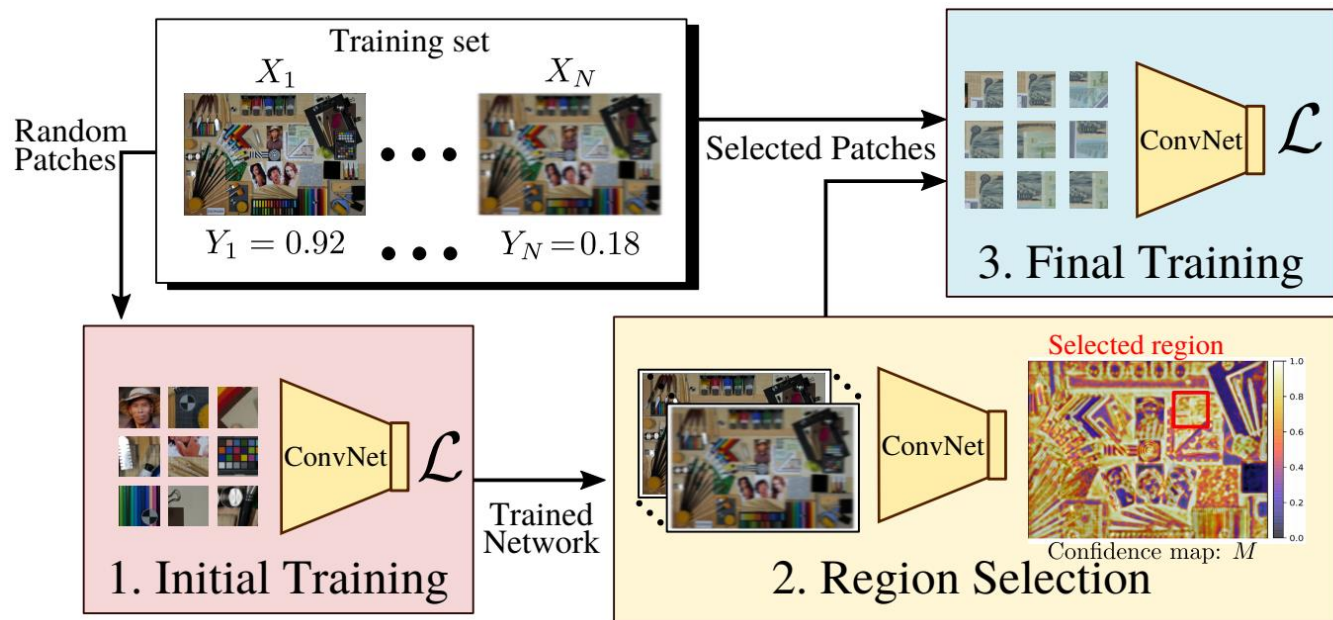 Training set
$X_1$
$X_N$
$Y_1 = 0.92$
$Y_N = 0.18$
Random
Patches
Selected Patches
ConvNet
$\mathcal{L}$
3. Final Training
ConvNet
$\mathcal{L}$
1. Initial Training
Trained
Network
ConvNet
Selected region
1.0
0.8
0.6
0.4
0.2
0.0
Confidence map: $M$
2. Region Selection